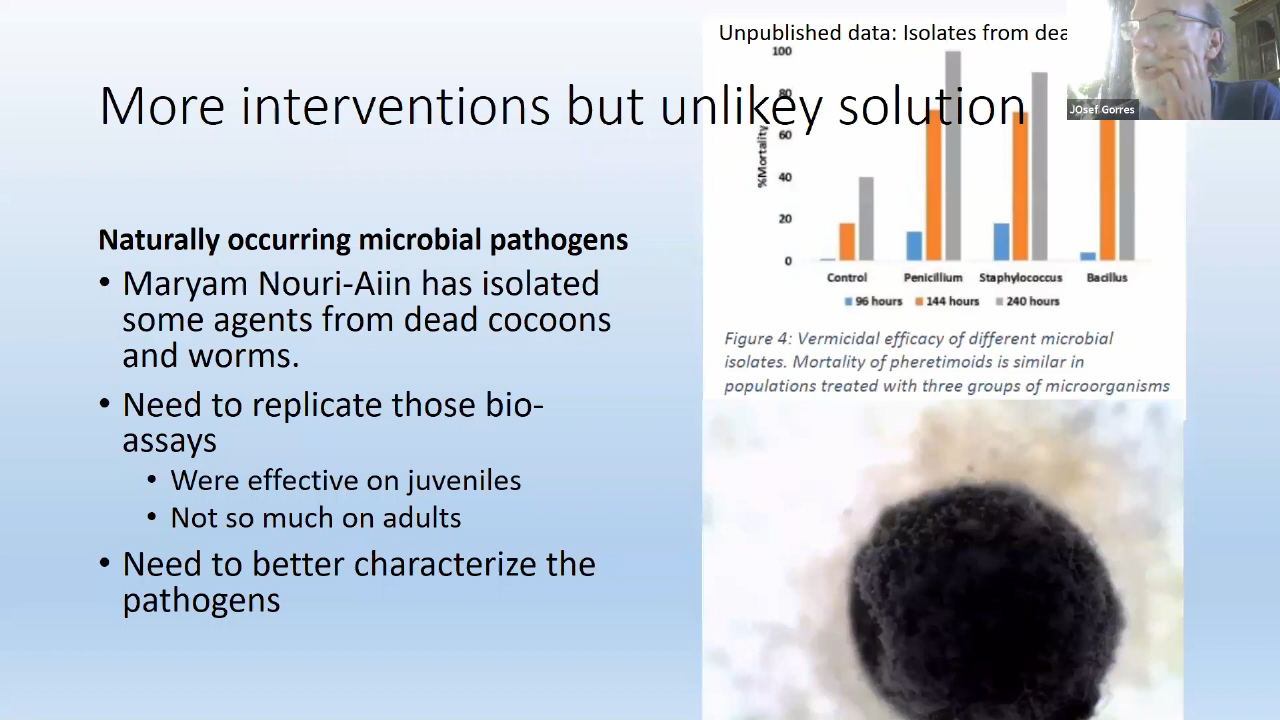 Unpublished data: Isolates from
More interventions but unlikey solution
JOsef Gorres
Naturally occurring microbial pathogens
• Maryam Nouri-Aiin has isolated
some agents from dead cocoons
and worms.
• Need to replicate those bio-
assays
• Were effective on juveniles
• Not so much on adults
• Need to better characterize the
pathogens
100
80
60
40
20
0
%Mortality
Control Penicillium Staphylococcus Bacillus
96 hours 144 hours 240 hours
Figure 4: Vermicidal efficacy of different microbial
isolates. Mortality of pheretimoids is similar in
populations treated with three groups of microorganisms